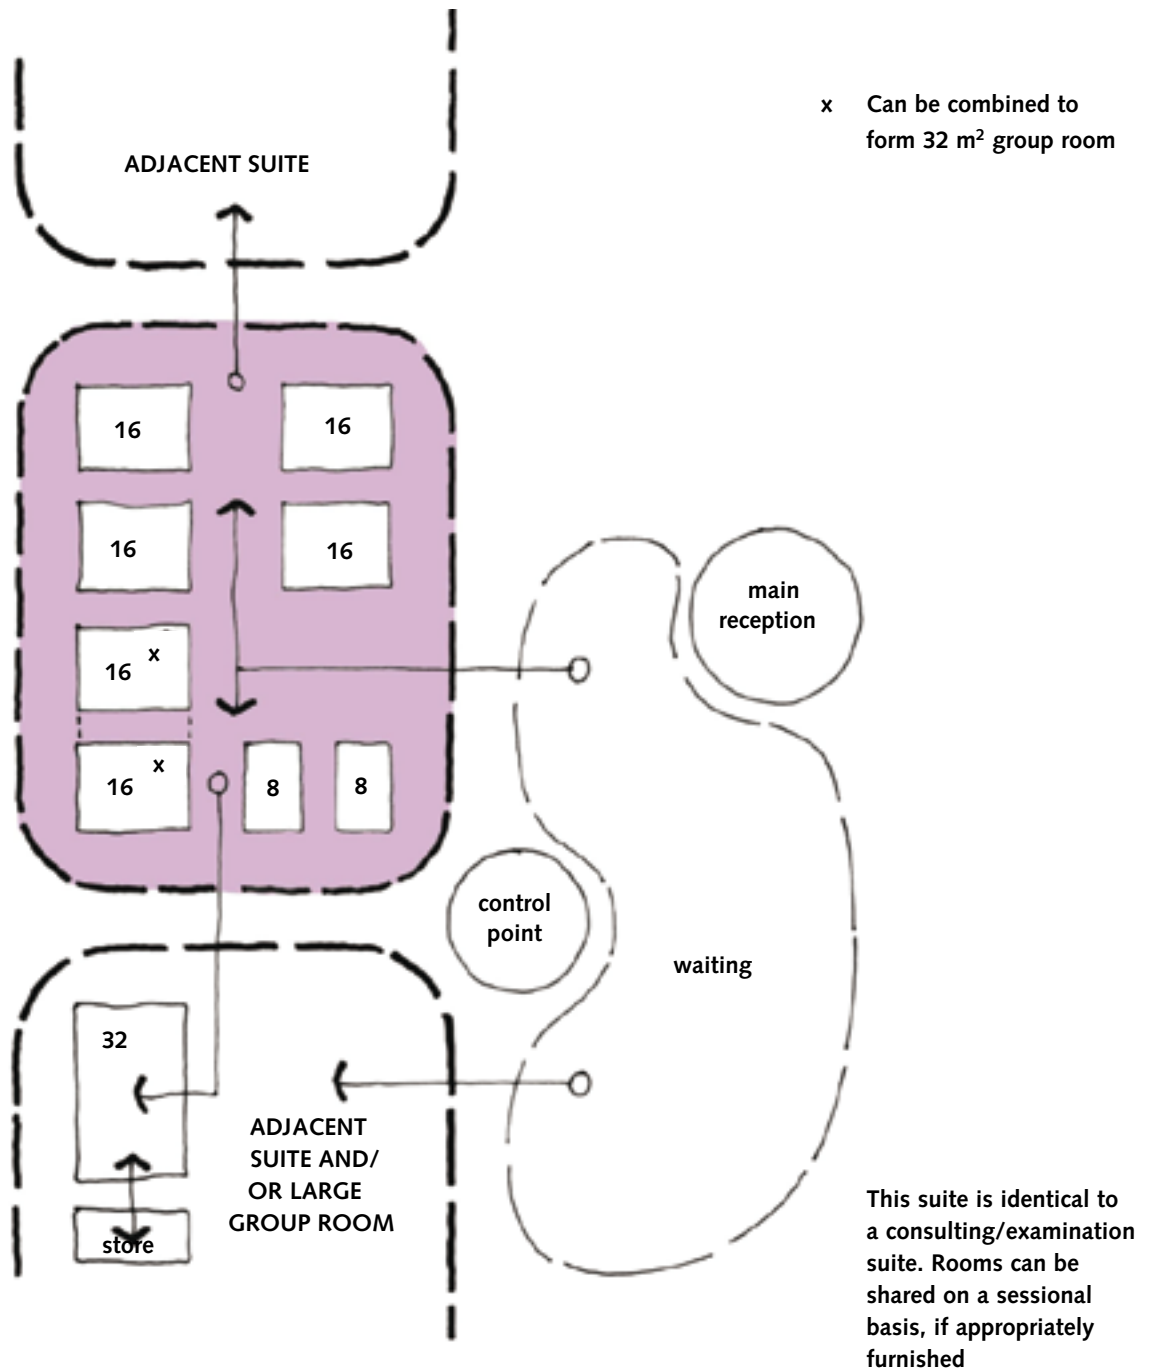 x Can be combined to
form 32 m² group room
ADJACENT SUITE
16
16
16
16
16 x
16 x
8
8
main
reception
control
point
waiting
32
store
ADJACENT
SUITE AND/
OR LARGE
GROUP ROOM
This suite is identical to
a consulting/examination
suite. Rooms can be
shared on a sessional
basis, if appropriately
furnished